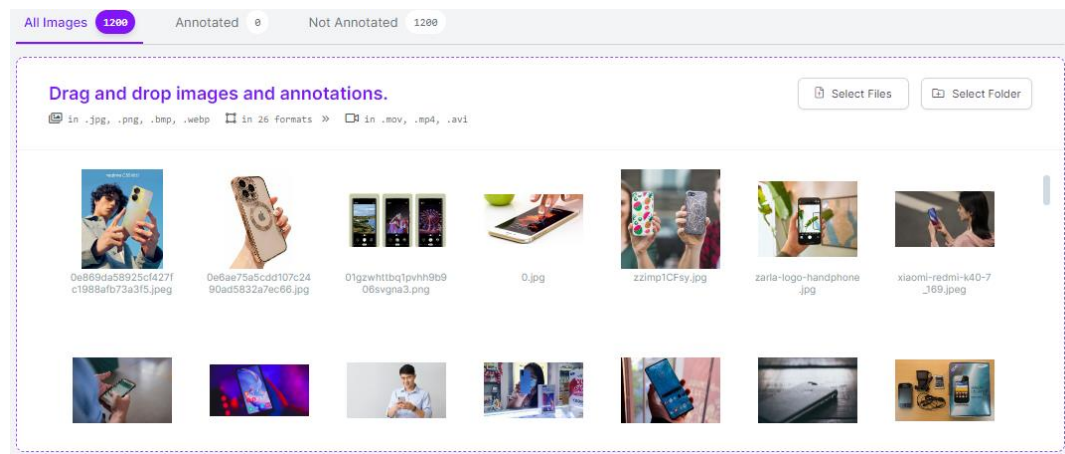 All Images 1200 Annotated 0 Not Annotated 1200
Drag and drop images and annotations.
Select Files Select Folder
in .jpg, .png, .bmp, .webp in 26 formats » in .mov, .mp4, .avi
0e869da58925cf427f
c1988afb73a3f5.jpeg
0e6ae75a5cdd107c24
90ad5832a7ec66.jpg
01gzwhttbq1pvhh9b9
06svgna3.png
0.jpg
zzimp1CFsy.jpg
zarla-logo-handphone
.jpg
xiaomi-redmi-k40-7
_169.jpeg